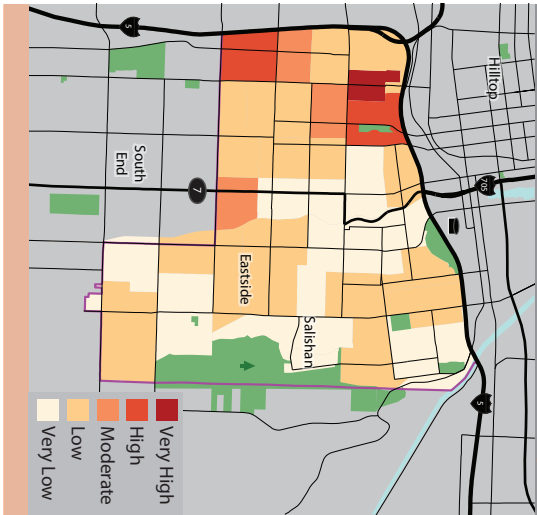 5
Hilltop
705
South
End
7
Eastside
Salishan
5
Very High
High
Moderate
Low
Very Low